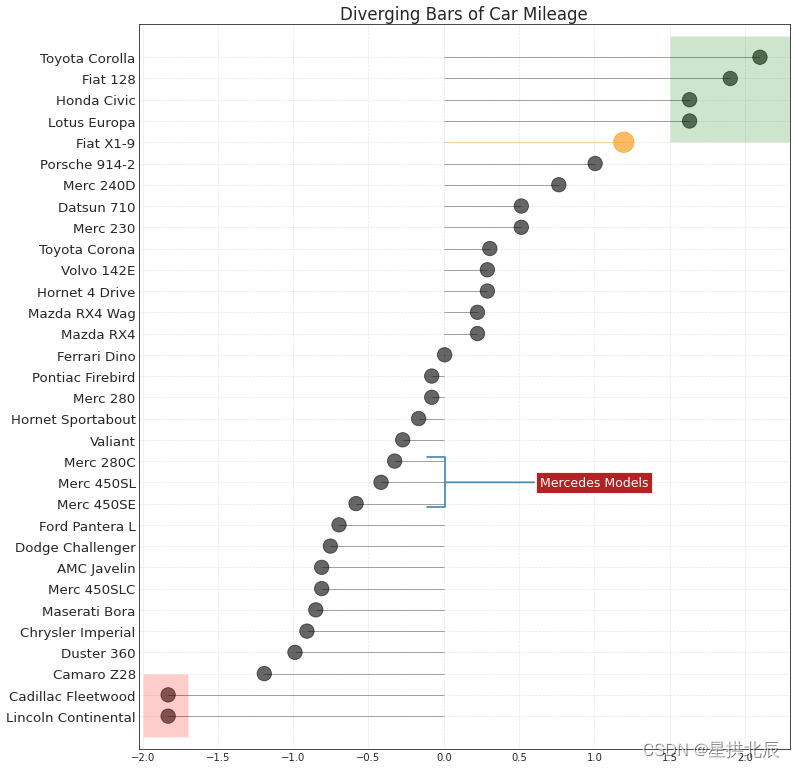 Diverging Bars of Car Mileage
Toyota Corolla
Fiat 128
Honda Civic
Lotus Europa
Fiat X1-9
Porsche 914-2
Merc 240D
Datsun 710
Merc 230
Toyota Corona
Volvo 142E
Hornet 4 Drive
Mazda RX4 Wag
Mazda RX4
Ferrari Dino
Pontiac Firebird
Merc 280
Hornet Sportabout
Valiant
Merc 280C
Merc 450SL
Mercedes Models
Merc 450SE
Ford Pantera L
Dodge Challenger
AMC Javelin
Merc 450SLC
Maserati Bora
Chrysler Imperial
Duster 360
Camaro Z28
Cadillac Fleetwood
Lincoln Continental
−2.0 −1.5 −1.0 −0.5 0.0 0.5 1.0 1.5 2.0
CSDN @星拱北辰